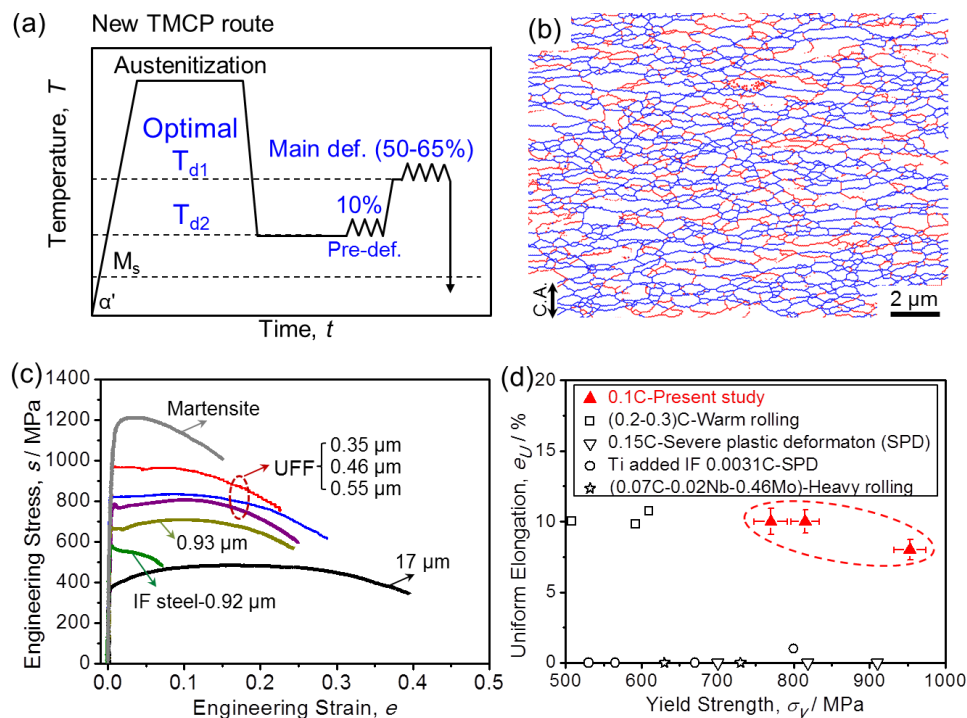 (a) New TMCP route
Austenitization
Optimal
T_d1
Main def. (50-65%)
T_d2
10%
Pre-def.
M_s
α'
Temperature, T
Time, t
(b)
C.A.
2 μm
(c)
1400
1200
1000
800
600
400
200
0
Martensite
UFF
0.35 μm
0.46 μm
0.55 μm
0.93 μm
17 μm
IF steel-0.92 μm
0.0 0.1 0.2 0.3 0.4 0.5
Engineering Stress, s / MPa
Engineering Strain, e
(d)
20
15
10
5
0
0.1C-Present study
(0.2-0.3)C-Warm rolling
0.15C-Severe plastic deformaton (SPD)
Ti added IF 0.0031C-SPD
(0.07C-0.02Nb-0.46Mo)-Heavy rolling
500 600 700 800 900 1000
Uniform Elongation, e_U / %
Yield Strength, σ_y / MPa